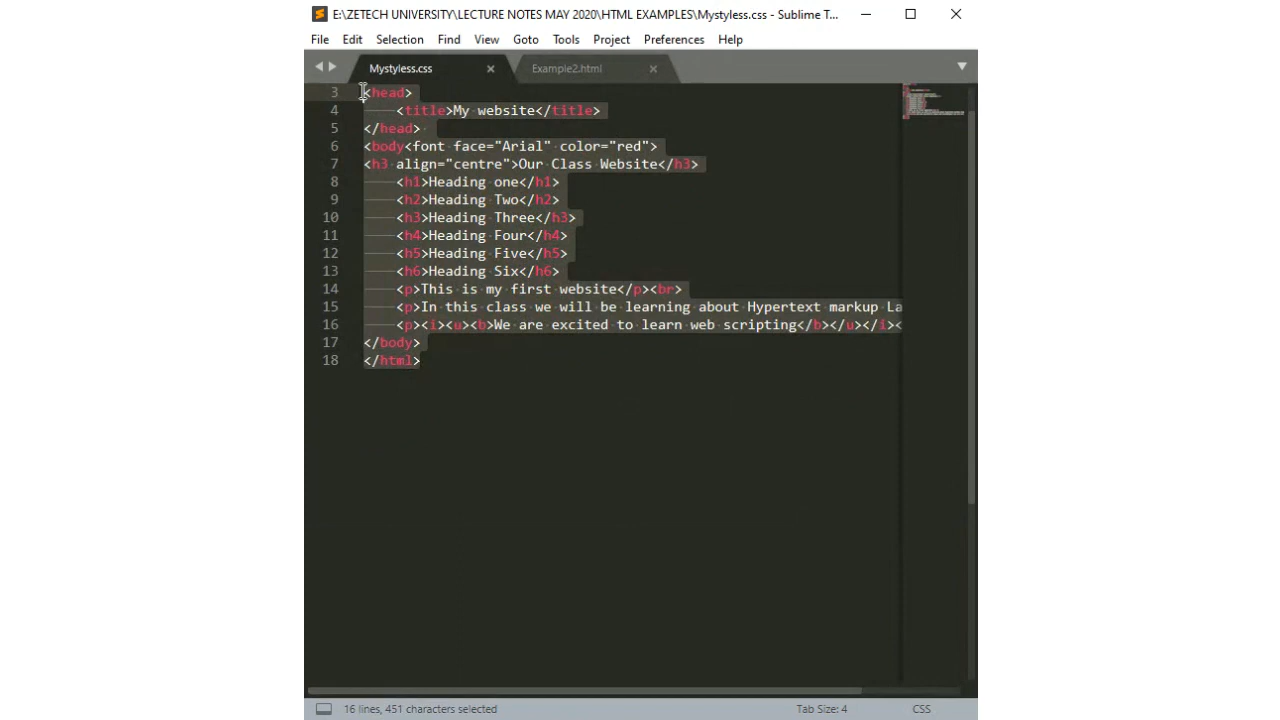 E:\ZETECH UNIVERSITY\LECTURE NOTES MAY 2020\HTML EXAMPLES\Mystyless.css - Sublime T...
File Edit Selection Find View Goto Tools Project Preferences Help
Mystyless.css Example2.html
3 <head>
4 <title>My website</title>
5 </head>
6 <body<font face="Arial" color="red">
7 <h3 align="centre">Our Class Website</h3>
8 <h1>Heading one</h1>
9 <h2>Heading Two</h2>
10 <h3>Heading Three</h3>
11 <h4>Heading Four</h4>
12 <h5>Heading Five</h5>
13 <h6>Heading Six</h6>
14 <p>This is my first website</p><br>
15 <p>In this class we will be learning about Hypertext markup La
16 <p><i><u><b>We are excited to learn web scripting</b></u></i><
17 </body>
18 </html>
16 lines, 451 characters selected Tab Size: 4 CSS